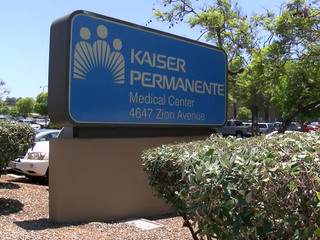 KAISER
PERMANENTE
Medical Center
4647 Zion Avenue